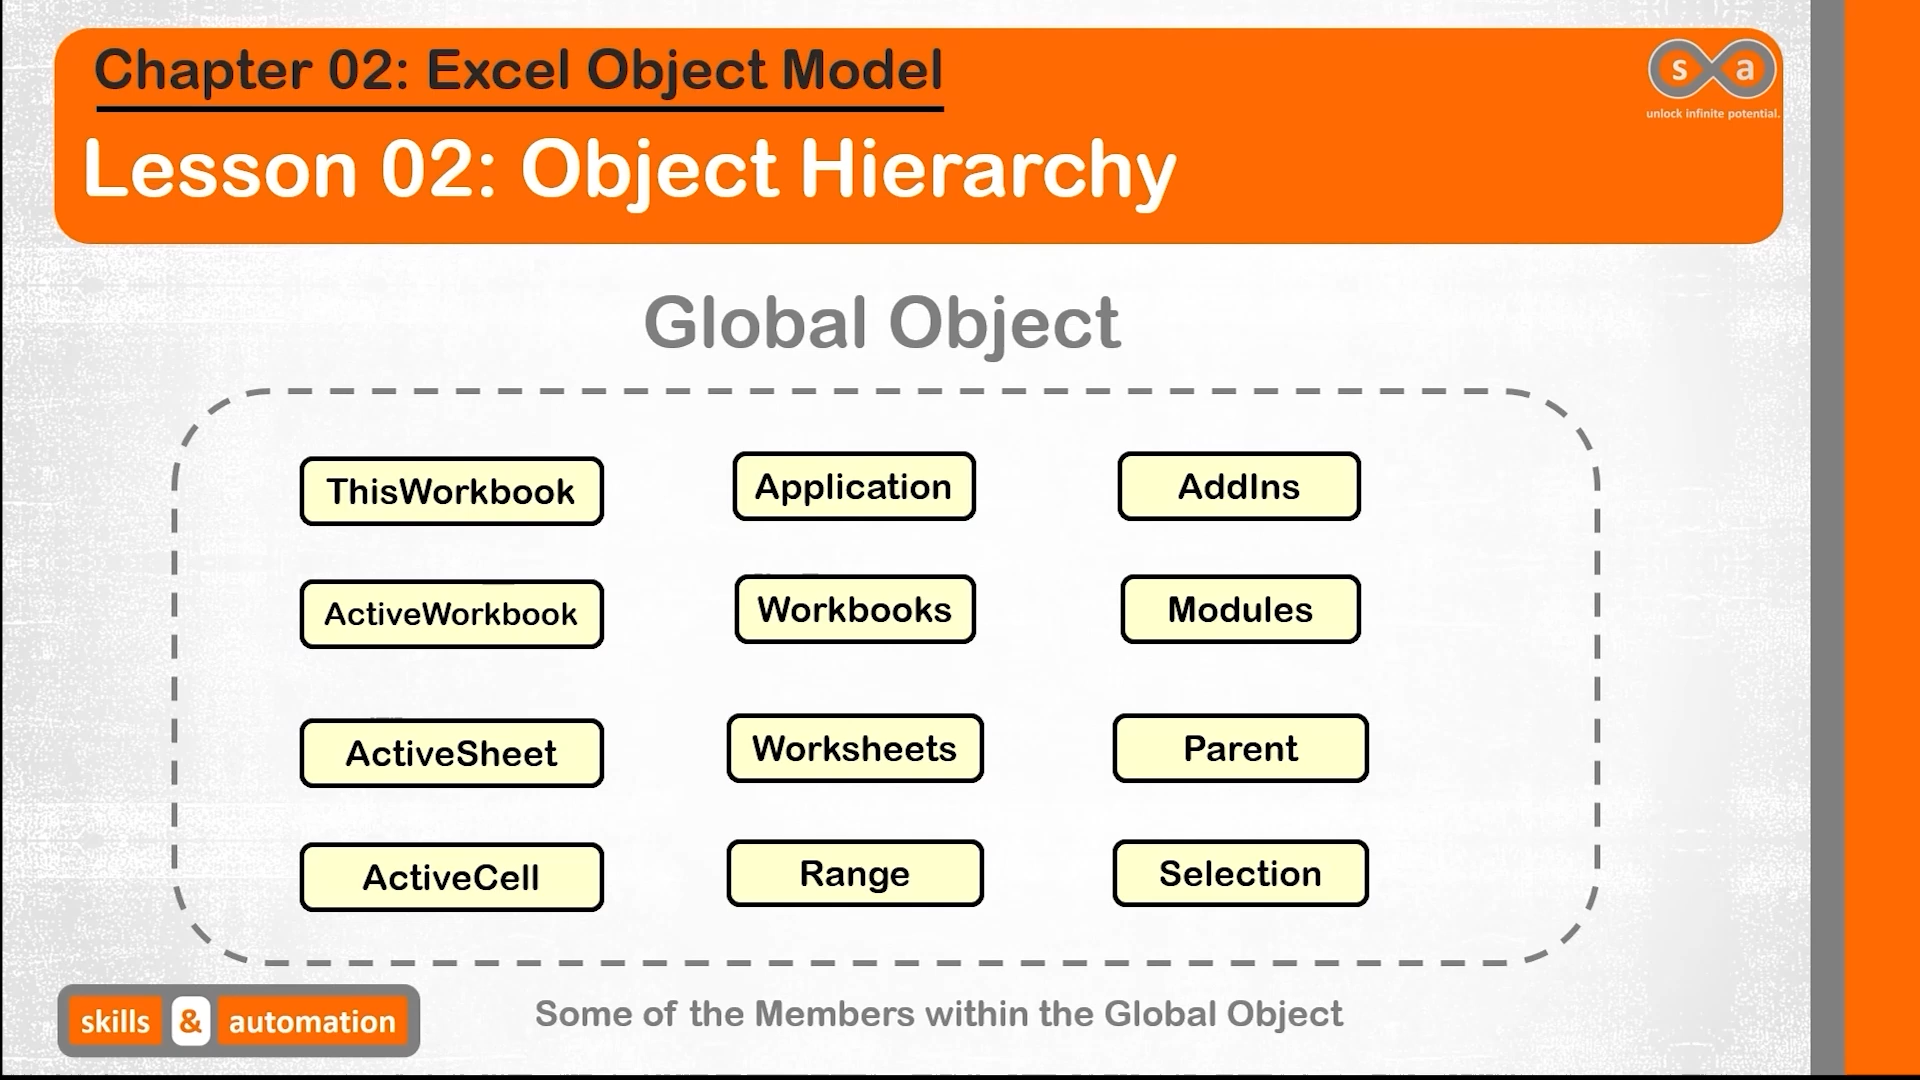 Chapter 02: Excel Object Model
s a
unlock infinite potential.
Lesson 02: Object Hierarchy
Global Object
ThisWorkbook
Application
AddIns
ActiveWorkbook
Workbooks
Modules
ActiveSheet
Worksheets
Parent
ActiveCell
Range
Selection
skills & automation
Some of the Members within the Global Object